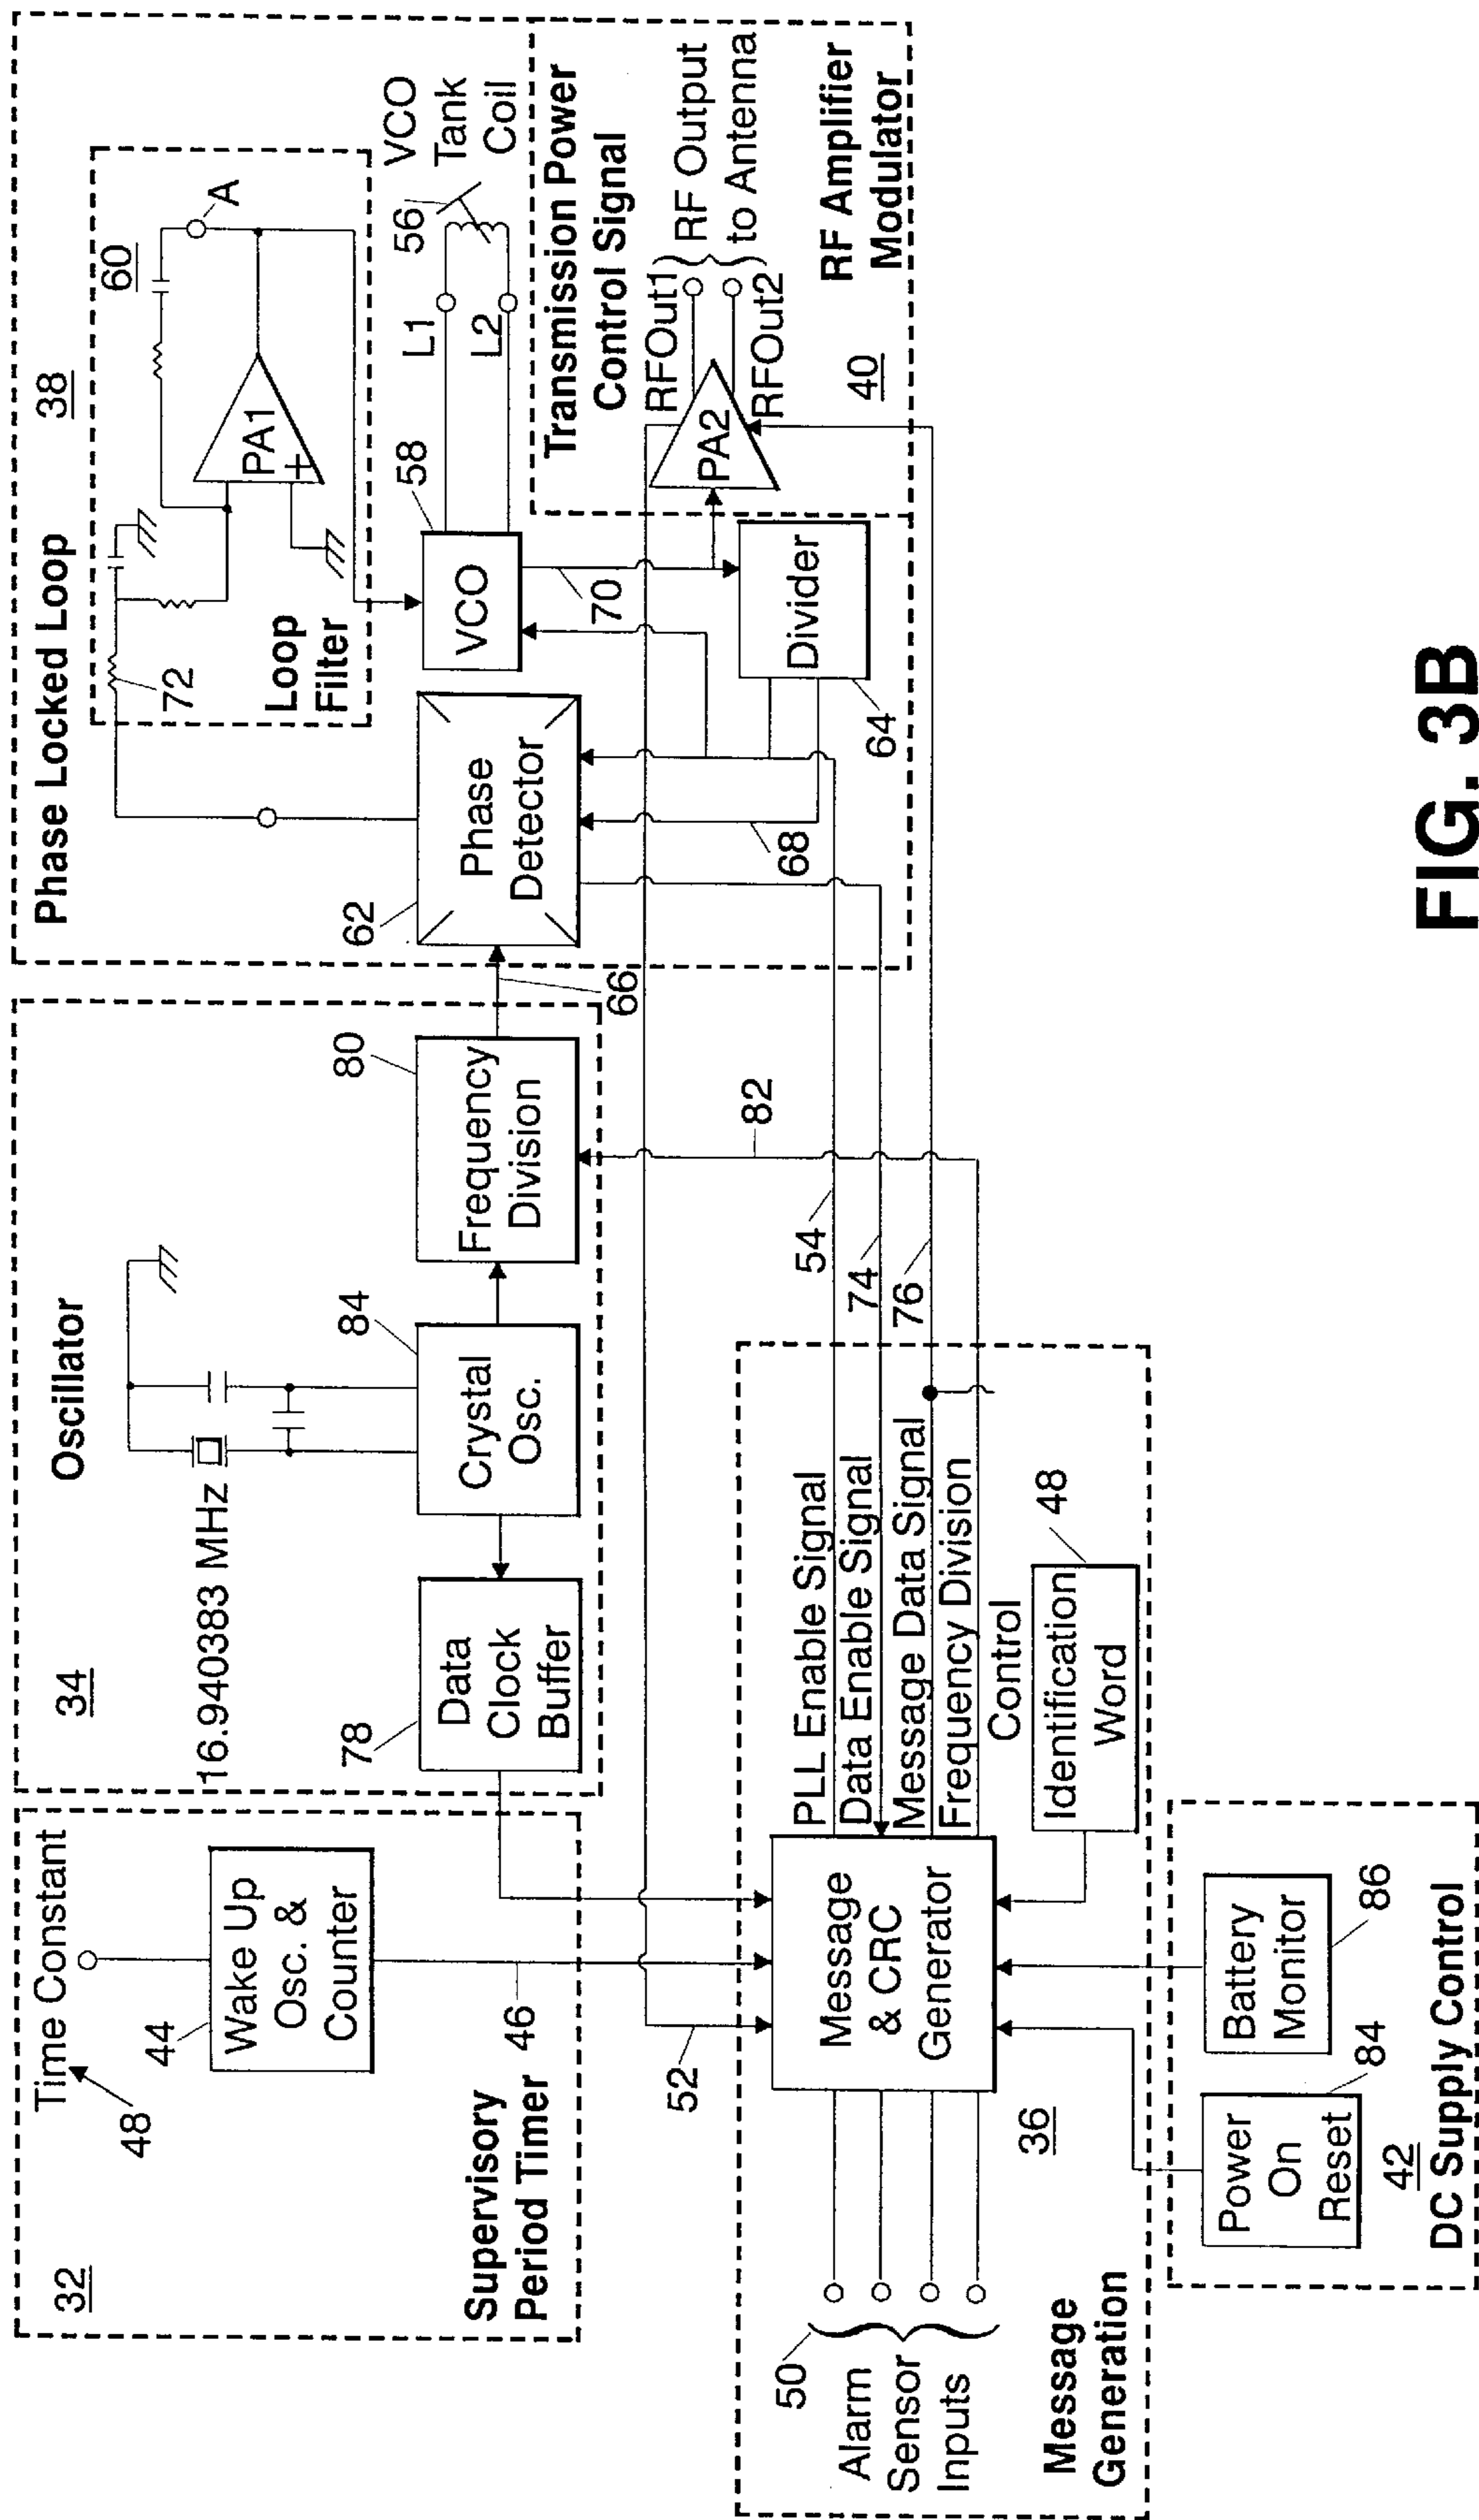 32
Time Constant
48
44
Wake Up
Osc. &
Counter
46
Supervisory
Period Timer
34
Oscillator
16.940383 MHz
78
Data
Clock
Buffer
84
Crystal
Osc.
80
Frequency
Division
66
82
Phase Locked Loop
38
60
72
PA1
+
A
Loop
Filter
62
Phase
Detector
58
VCO
L1
L2
56
VCO
Tank
Coil
70
68
Divider
64
Transmission Power
Control Signal
RFOut1
PA2
RFOut2
RF Output
to Antenna
40
RF Amplifier
Modulator
52
54
74
76
50
Alarm
Sensor
Inputs
Message
& CRC
Generator
PLL Enable Signal
Data Enable Signal
Message Data Signal
Frequency Division
Control
Identification
Word
48
36
Message
Generation
Power
On
Reset
84
Battery
Monitor
86
42
DC Supply Control
FIG. 3B